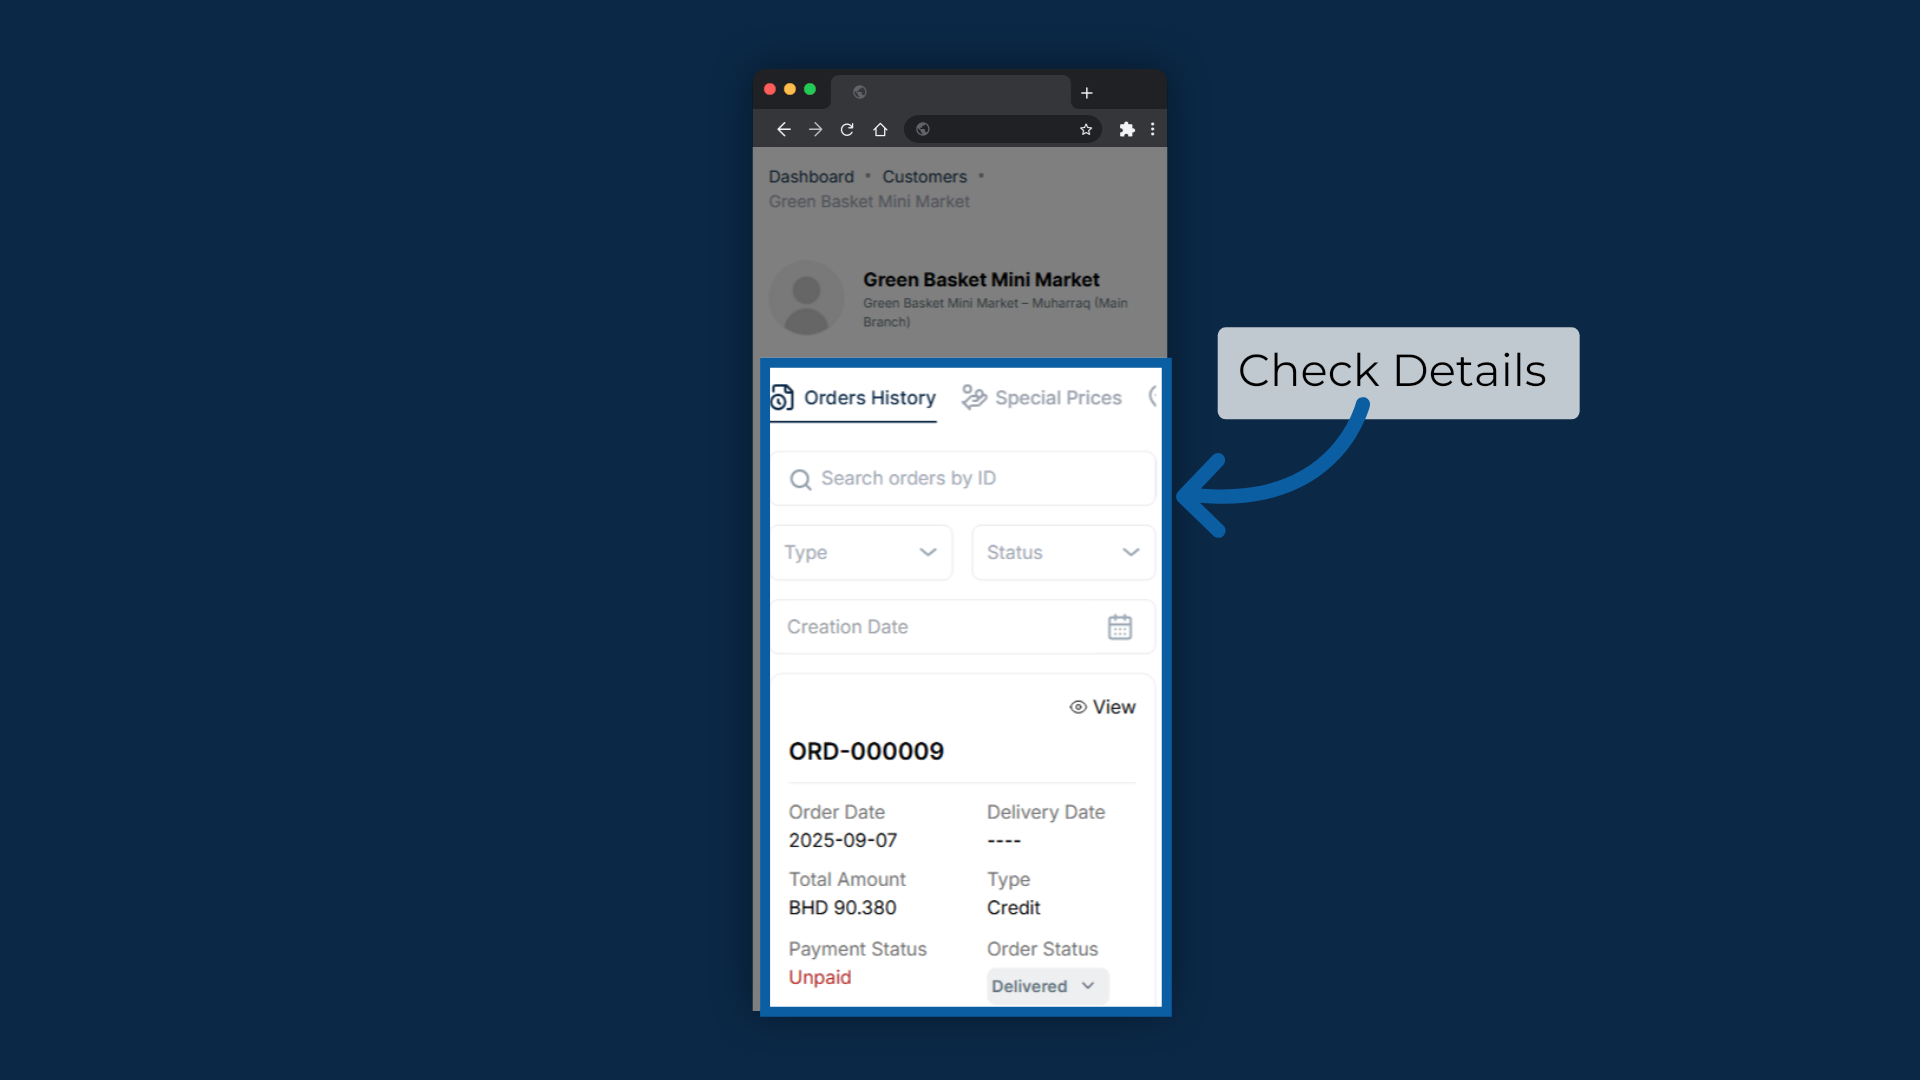 Dashboard • Customers •
Green Basket Mini Market
Green Basket Mini Market
Green Basket Mini Market – Muharraq (Main
Branch)
Check Details
Orders History Special Prices
Search orders by ID
Type Status
Creation Date
View
ORD-000009
Order Date Delivery Date
2025-09-07 ----
Total Amount Type
BHD 90.380 Credit
Payment Status Order Status
Unpaid Delivered